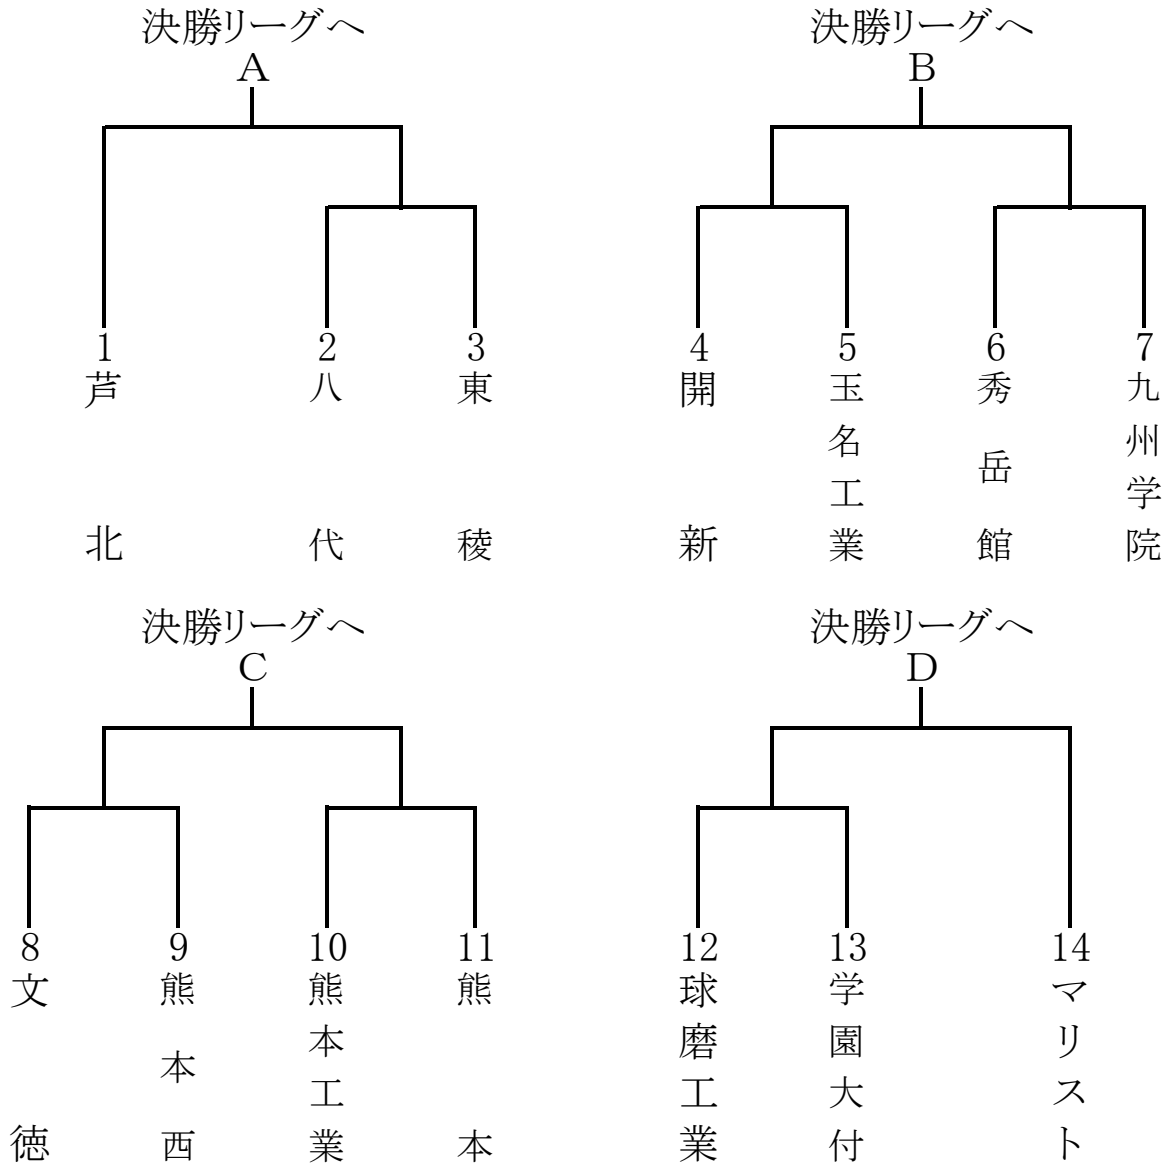 決勝リーグへ
A
1
芦北
2
八代
3
東稜
決勝リーグへ
B
4
開新
5
玉名工業
6
秀岳館
7
九州学院
決勝リーグへ
C
8
文徳
9
熊本西
10
熊本工業
11
熊本
決勝リーグへ
D
12
球磨工業
13
学園大付
14
マリスト